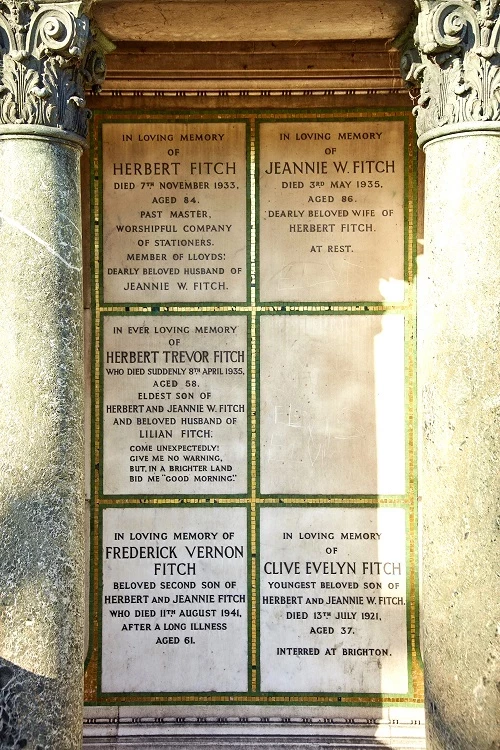 IN LOVING MEMORY
OF
HERBERT FITCH
DIED 7TH NOVEMBER 1933.
AGED 84.
PAST MASTER,
WORSHIPFUL COMPANY
OF STATIONERS.
MEMBER OF LLOYDS:
DEARLY BELOVED HUSBAND OF
JEANNIE W. FITCH.
IN LOVING MEMORY
OF
JEANNIE W. FITCH
DIED 3RD MAY 1935.
AGED 86.
DEARLY BELOVED WIFE OF
HERBERT FITCH.
AT REST.
IN EVER LOVING MEMORY
OF
HERBERT TREVOR FITCH
WHO DIED SUDDENLY 8TH APRIL 1935,
AGED 58.
ELDEST SON OF
HERBERT AND JEANNIE W. FITCH
AND BELOVED HUSBAND OF
LILIAN FITCH.
COME UNEXPECTEDLY!
GIVE ME NO WARNING,
BUT, IN A BRIGHTER LAND
BID ME "GOOD MORNING".
IN LOVING MEMORY OF
FREDERICK VERNON
FITCH
BELOVED SECOND SON OF
HERBERT AND JEANNIE FITCH
WHO DIED 11TH AUGUST 1941,
AFTER A LONG ILLNESS
AGED 61.
IN LOVING MEMORY
OF
CLIVE EVELYN FITCH
YOUNGEST BELOVED SON OF
HERBERT AND JEANNIE W. FITCH.
DIED 13TH JULY 1921,
AGED 37.
INTERRED AT BRIGHTON.